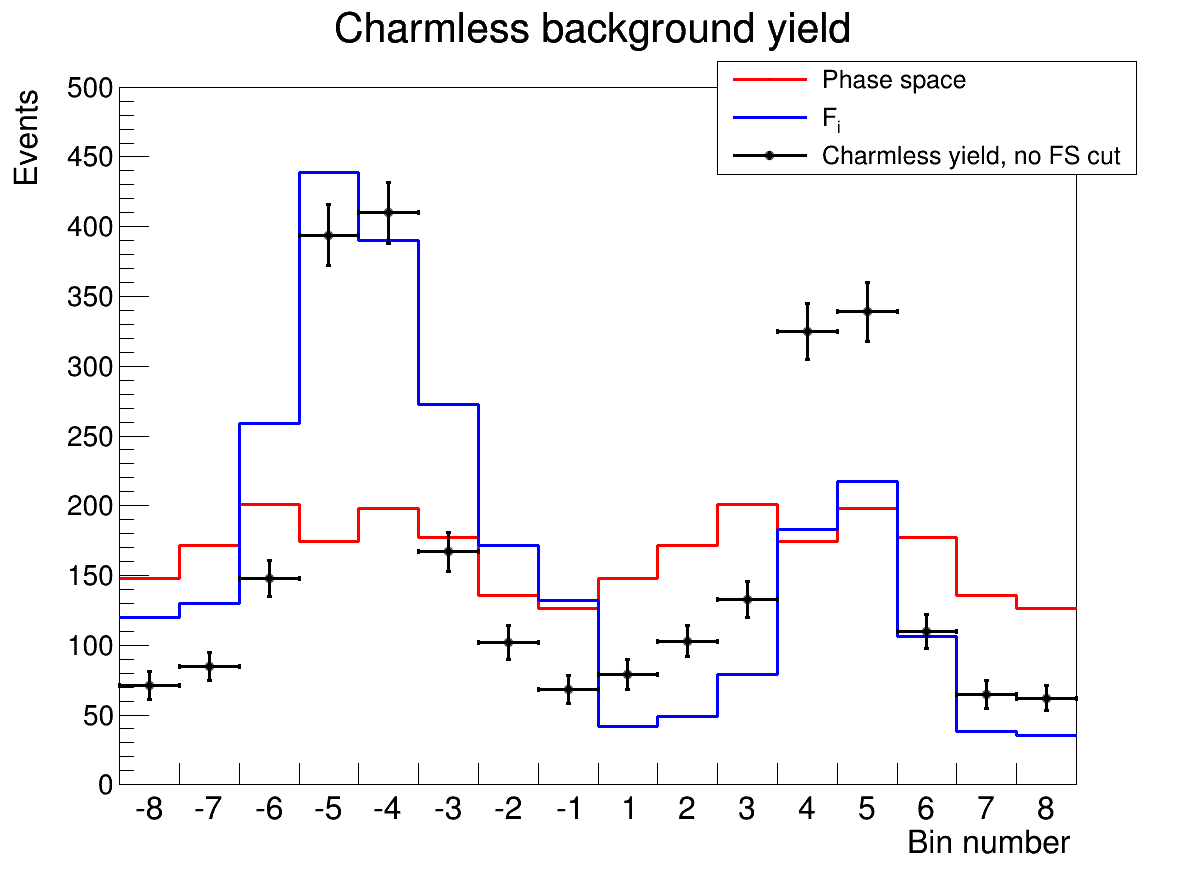 Charmless background yield
Events
Phase space
F_i
Charmless yield, no FS cut
500
450
400
350
300
250
200
150
100
50
0
-8 -7 -6 -5 -4 -3 -2 -1 1 2 3 4 5 6 7 8
Bin number